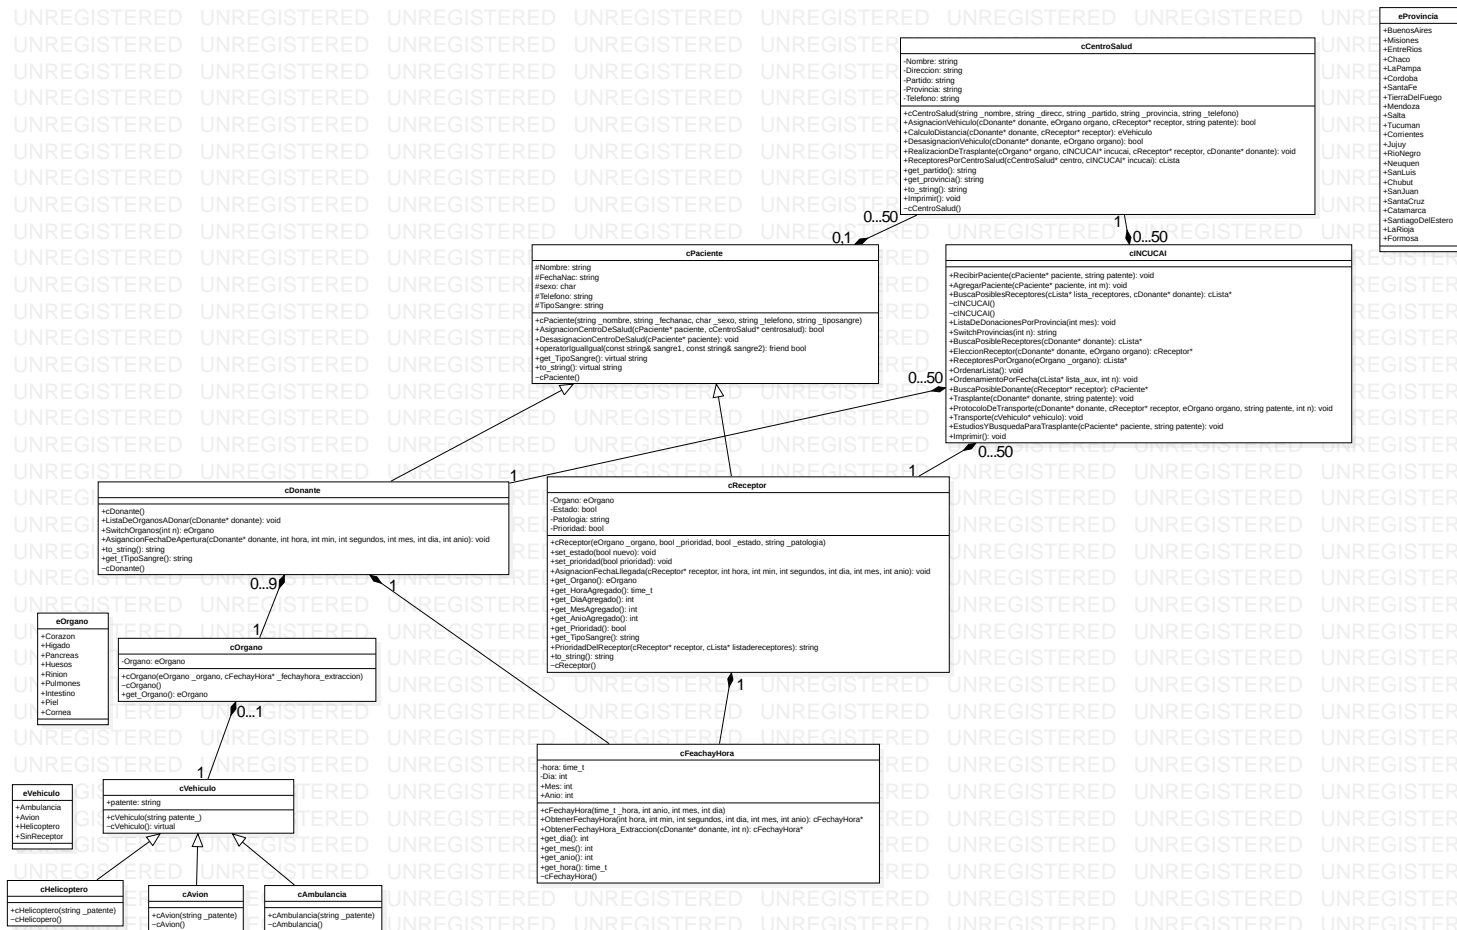 UNREGISTERED UNREGISTERED UNREGISTERED UNREGISTERED UNREGISTERED UNREGISTERED UNREGISTERED
eProvincia
+BuenosAires
+Misiones
+EntreRios
+Chaco
+LaPampa
+Cordoba
+SantaFe
+TierraDelFuego
+Mendoza
+Salta
+Tucuman
+Corrientes
+Jujuy
+RioNegro
+Neuquen
+SanLuis
+Chubut
+SanJuan
+SantaCruz
+Catamarca
+SantiagoDelEstero
+LaRioja
+Formosa
cCentroSalud
-Nombre: string
-Direccion: string
-Partido: string
-Provincia: string
-Telefono: string
+cCentroSalud(string _nombre, string _direcc, string _partido, string _provincia, string _telefono)
+AsignacionVehiculo(cDonante* donante, eOrgano organo, cReceptor* receptor, string patente): bool
+CalculoDistancia(cDonante* donante, cReceptor* receptor): eVehiculo
+DesasignacionVehiculo(cDonante* donante, eOrgano organo): bool
+RealizacionDeTrasplante(cOrgano* organo, cINCUCAI* incucai, cReceptor* receptor, cDonante* donante): void
+ReceptoresPorCentroSalud(cCentroSalud* centro, cINCUCAI* incucai): cLista
+get_partido(): string
+get_provincia(): string
+to_string(): string
+Imprimir(): void
~cCentroSalud()
0...50
0,1
1
0...50
cPaciente
#Nombre: string
#FechaNac: string
#sexo: char
#Telefono: string
#TipoSangre: string
+cPaciente(string _nombre, string _fechanac, char _sexo, string _telefono, string _tiposangre)
+AsignacionCentroDeSalud(cPaciente* paciente, cCentroSalud* centrosalud): bool
+DesasignacionCentroDeSalud(cPaciente* paciente): void
+operatorIgualIgual(const string& sangre1, const string& sangre2): friend bool
+get_TipoSangre(): virtual string
+to_string(): virtual string
~cPaciente()
cINCUCAI
+RecibirPaciente(cPaciente* paciente, string patente): void
+AgregarPaciente(cPaciente* paciente, int m): void
+BuscaPosiblesReceptores(cLista* lista_receptores, cDonante* donante): cLista*
~cINCUCAI()
~cINCUCAI()
+ListaDeDonacionesPorProvincia(int mes): void
+SwitchProvincias(int n): string
+BuscaPosibleReceptores(cDonante* donante): cLista*
+EleccionReceptor(cDonante* donante, eOrgano organo): cReceptor*
+ReceptoresPorOrgano(eOrgano _organo): cLista*
+OrdenarLista(): void
+OrdenamientoPorFecha(cLista* lista_aux, int n): void
+BuscaPosibleDonante(cReceptor* receptor): cPaciente*
+Trasplante(cDonante* donante, string patente): void
+ProtocoloDeTransporte(cDonante* donante, cReceptor* receptor, eOrgano organo, string patente, int n): void
+Transporte(cVehiculo* vehiculo): void
+EstudiosYBusquedaParaTrasplante(cPaciente* paciente, string patente): void
+Imprimir(): void
0...50
1
0...50
1
cDonante
+cDonante()
+ListaDeOrganosADonar(cDonante* donante): void
+SwitchOrganos(int n): eOrgano
+AsigancionFechaDeApertura(cDonante* donante, int hora, int min, int segundos, int mes, int dia, int anio): void
+to_string(): string
+get_tTipoSangre(): string
~cDonante()
0...9
1
1
cReceptor
-Organo: eOrgano
-Estado: bool
-Patologia: string
-Prioridad: bool
+cReceptor(eOrgano _organo, bool _prioridad, bool _estado, string _patologia)
+set_estado(bool nuevo): void
+set_prioridad(bool prioridad): void
+AsignacionFechaLlegada(cReceptor* receptor, int hora, int min, int segundos, int dia, int mes, int anio): void
+get_Organo(): eOrgano
+get_HoraAgregado(): time_t
+get_DiaAgregado(): int
+get_MesAgregado(): int
+get_AnioAgregado(): int
+get_Prioridad(): bool
+get_TipoSangre(): string
+PrioridadDelReceptor(cReceptor* receptor, cLista* listadereceptores): string
+to_string(): string
~cReceptor()
1
eOrgano
+Corazon
+Higado
+Pancreas
+Huesos
+Rinion
+Pulmones
+Intestino
+Piel
+Cornea
cOrgano
-Organo: eOrgano
+cOrgano(eOrgano _organo, cFechayHora* _fechayhora_extraccion)
~cOrgano()
+get_Organo(): eOrgano
0...1
1
cFeachayHora
-hora: time_t
-Dia: int
+Mes: int
+Anio: int
+cFechayHora(time_t _hora, int anio, int mes, int dia)
+ObtenerFechayHora(int hora, int min, int segundos, int dia, int mes, int anio): cFechayHora*
+ObtenerFechayHora_Extraccion(cDonante* donante, int n): cFechayHora*
+get_dia(): int
+get_mes(): int
+get_anio(): int
+get_hora(): time_t
~cFechayHora()
eVehiculo
+Ambulancia
+Avion
+Helicoptero
+SinReceptor
cVehiculo
+patente: string
+cVehiculo(string patente_)
~cVehiculo(): virtual
cHelicoptero
+cHelicoptero(string _patente)
~cHelicopero()
cAvion
+cAvion(string _patente)
~cAvion()
cAmbulancia
+cAmbulancia(string _patente)
~cAmbulancia()